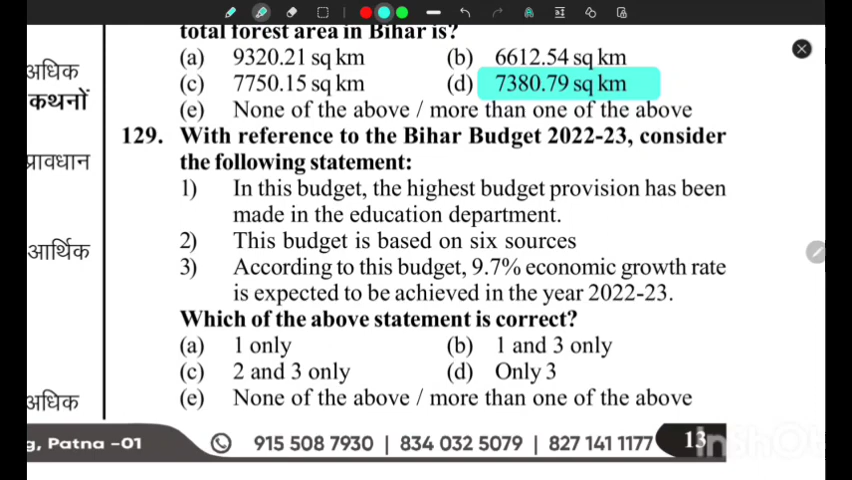 total forest area in Bihar is?
(a) 9320.21 sq km (b) 6612.54 sq km
(c) 7750.15 sq km (d) 7380.79 sq km
(e) None of the above / more than one of the above
129. With reference to the Bihar Budget 2022-23, consider
the following statement:
1) In this budget, the highest budget provision has been
made in the education department.
2) This budget is based on six sources
3) According to this budget, 9.7% economic growth rate
is expected to be achieved in the year 2022-23.
Which of the above statement is correct?
(a) 1 only (b) 1 and 3 only
(c) 2 and 3 only (d) Only 3
(e) None of the above / more than one of the above
अधिक
कथनों
प्रावधान
आर्थिक
अधिक
g, Patna -01 915 508 7930 | 834 032 5079 | 827 141 1177 13
InShOt